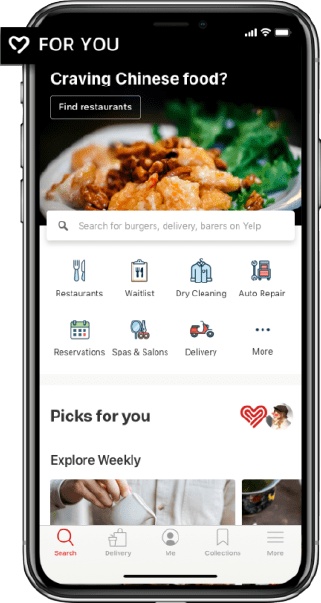 FOR YOU
Craving Chinese food?
Find restaurants
Search for burgers, delivery, barers on Yelp
Restaurants Waitlist Dry Cleaning Auto Repair
Reservations Spas & Salons Delivery More
Picks for you
Explore Weekly
Search Delivery Me Collections More